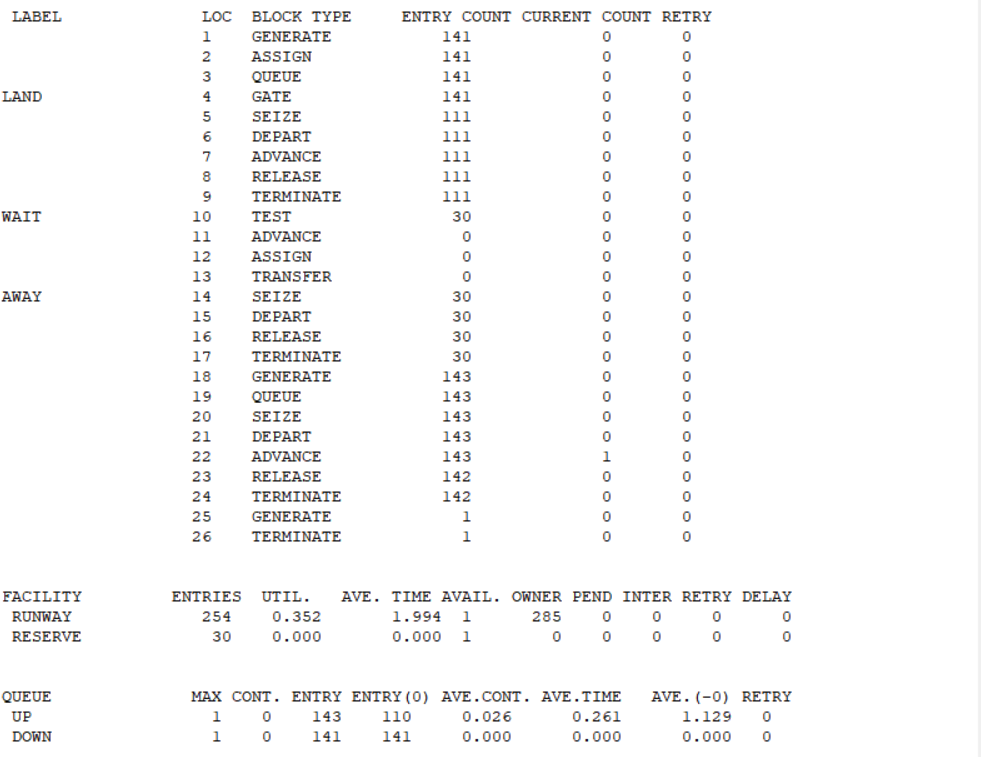 LABEL LOC BLOCK TYPE ENTRY COUNT CURRENT COUNT RETRY
1 GENERATE 141 0 0
2 ASSIGN 141 0 0
3 QUEUE 141 0 0
LAND 4 GATE 141 0 0
5 SEIZE 111 0 0
6 DEPART 111 0 0
7 ADVANCE 111 0 0
8 RELEASE 111 0 0
9 TERMINATE 111 0 0
WAIT 10 TEST 30 0 0
11 ADVANCE 0 0 0
12 ASSIGN 0 0 0
13 TRANSFER 0 0 0
AWAY 14 SEIZE 30 0 0
15 DEPART 30 0 0
16 RELEASE 30 0 0
17 TERMINATE 30 0 0
18 GENERATE 143 0 0
19 QUEUE 143 0 0
20 SEIZE 143 0 0
21 DEPART 143 0 0
22 ADVANCE 143 1 0
23 RELEASE 142 0 0
24 TERMINATE 142 0 0
25 GENERATE 1 0 0
26 TERMINATE 1 0 0
FACILITY ENTRIES UTIL. AVE. TIME AVAIL. OWNER PEND INTER RETRY DELAY
RUNWAY 254 0.352 1.994 1 285 0 0 0 0
RESERVE 30 0.000 0.000 1 0 0 0 0 0
QUEUE MAX CONT. ENTRY ENTRY(0) AVE.CONT. AVE.TIME AVE.(-0) RETRY
UP 1 0 143 110 0.026 0.261 1.129 0
DOWN 1 0 141 141 0.000 0.000 0.000 0